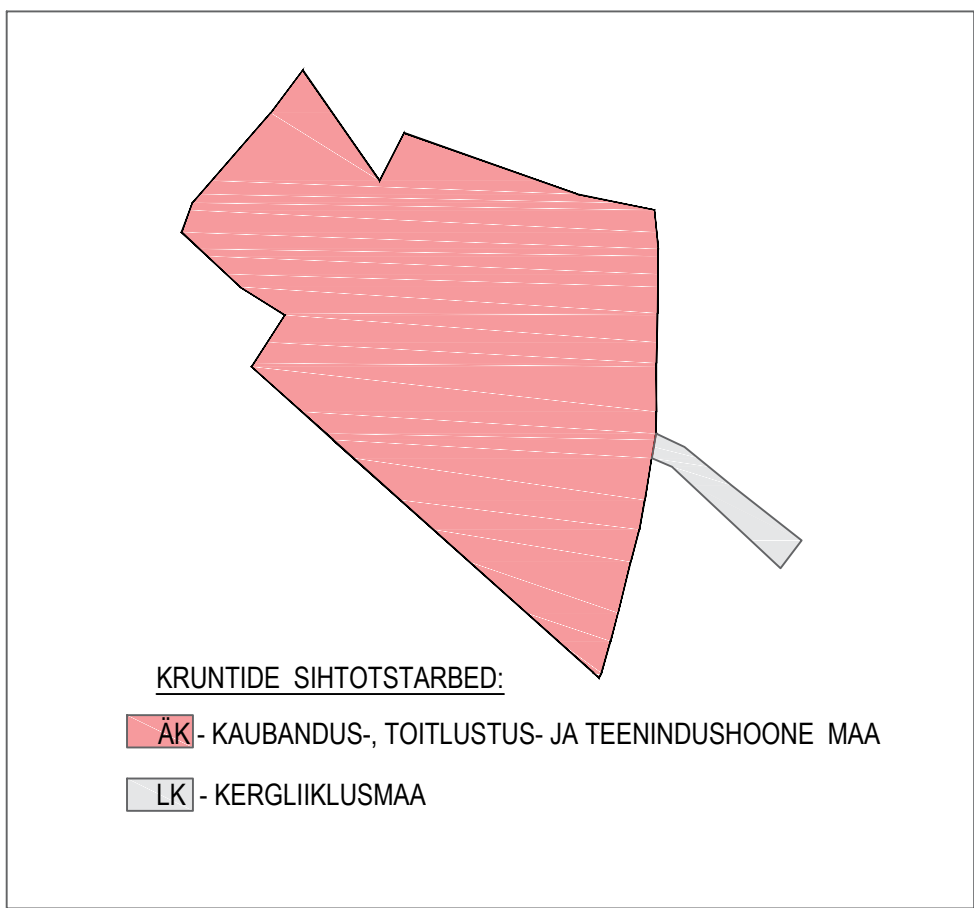 KRUNTIDE SIHTOTSTARBED:
ÄK - KAUBANDUS-, TOITLUSTUS- JA TEENINDUSHOONE MAA
LK - KERGLIIKLUSMAA